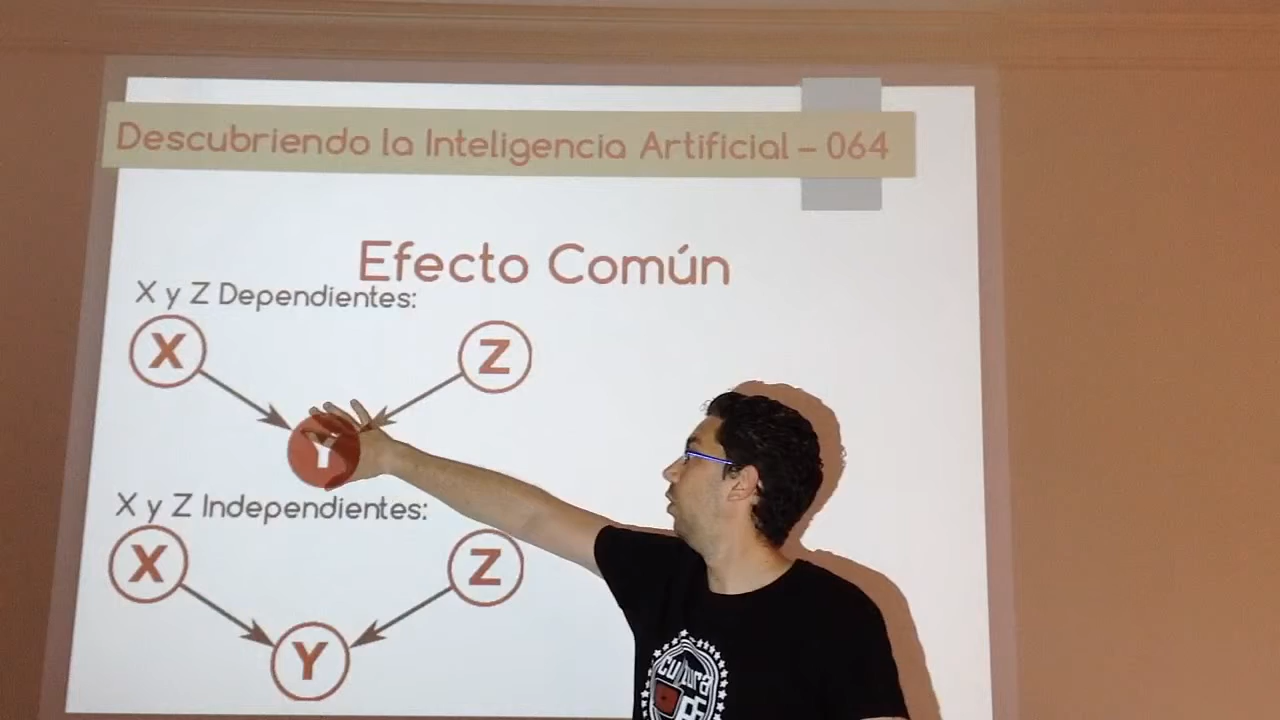 Descubriendo la Inteligencia Artificial – 064
Efecto Común
X y Z Dependientes:
X
Z
Y
X y Z Independientes:
X
Z
Y